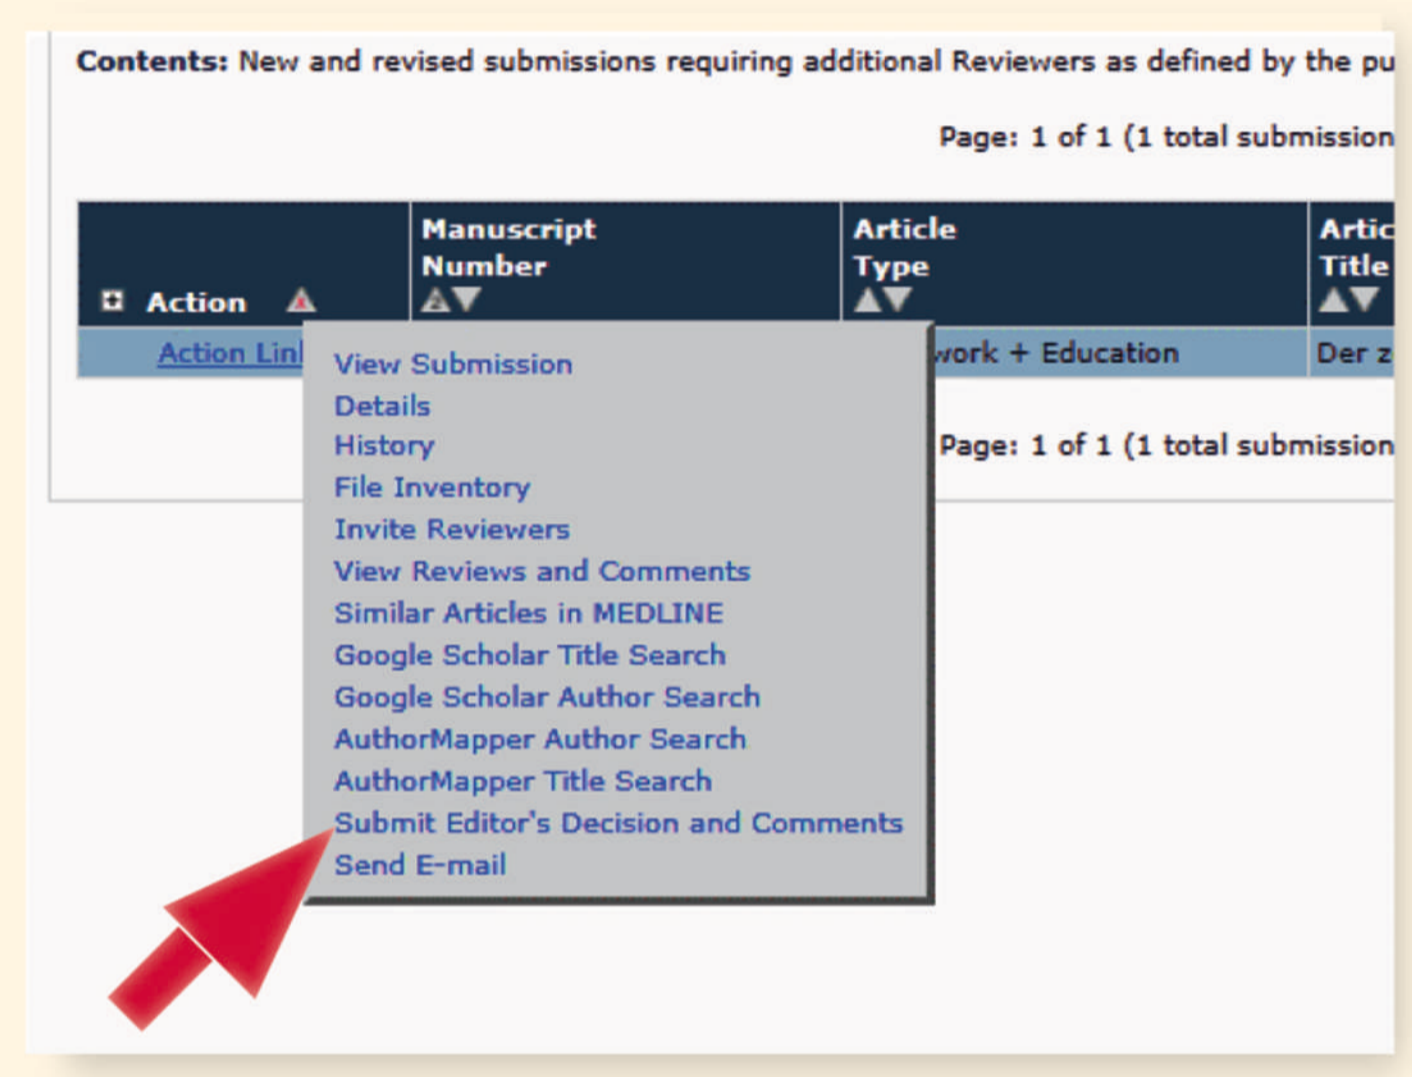 Contents: New and revised submissions requiring additional Reviewers as defined by the
Page: 1 of 1 (1 total submission
Action
Manuscript
Number
Article
Type
Title
Action
work + Education
Der
View Submission
Details
History
File Inventory
Invite Reviewers
View Reviews and Comments
Similar Articles in MEDLINE
Google Scholar Title Search
Google Scholar Author Search
AuthorMapper Author Search
AuthorMapper Title Search
Submit Editor's Decision and Comments
Send E-mail
Page: 1 of 1 (1 total submission